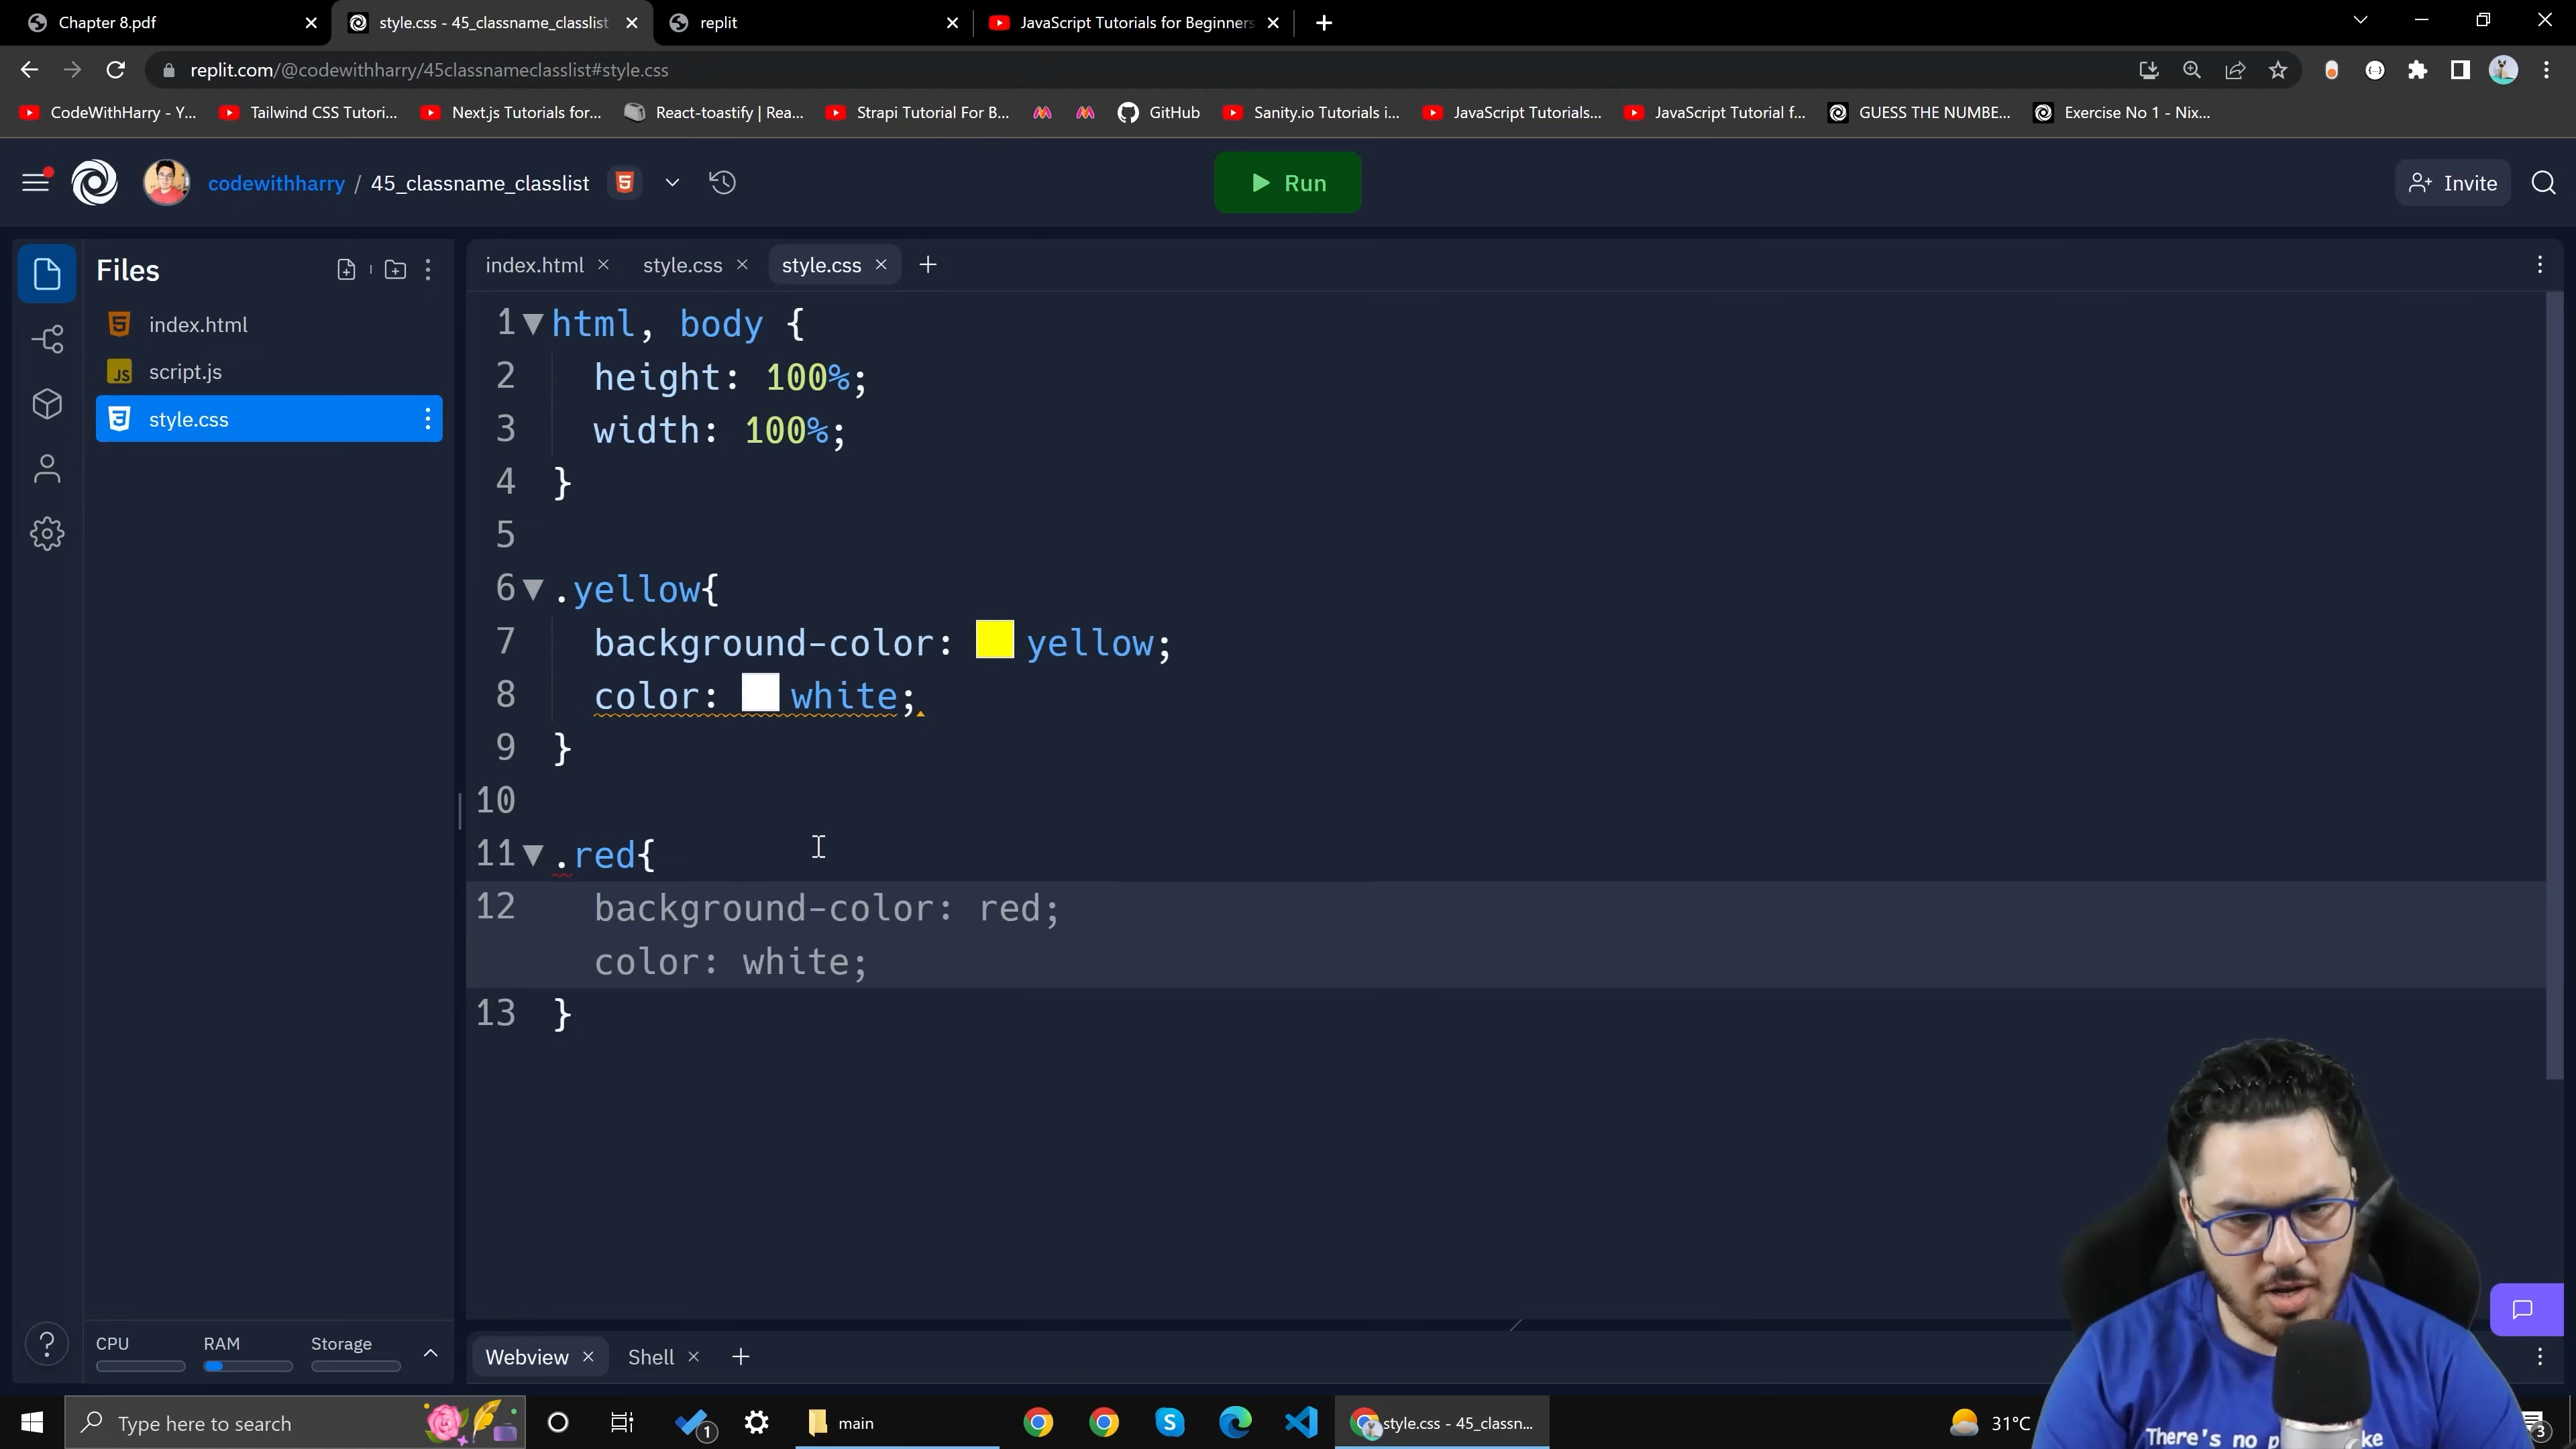 Chapter 8.pdf
style.css - 45_classname_classlist
replit
JavaScript Tutorials for Beginners
replit.com/@codewithharry/45classnameclasslist#style.css
CodeWithHarry - Y...
Tailwind CSS Tutori...
Next.js Tutorials for...
React-toastify | Rea...
Strapi Tutorial For B...
GitHub
Sanity.io Tutorials i...
JavaScript Tutorials...
JavaScript Tutorial f...
GUESS THE NUMBE...
Exercise No 1 - Nix...
codewithharry / 45_classname_classlist
Run
Invite
Files
index.html
script.js
style.css
index.html
style.css
style.css
1 html, body {
2 height: 100%;
3 width: 100%;
4 }
5
6 .yellow{
7 background-color: yellow;
8 color: white;
9 }
10
11 .red{
12 background-color: red;
color: white;
13 }
CPU
RAM
Storage
Webview
Shell
There's no p
ke
Type here to search
1
main
style.css - 45_classn...
31°C
3